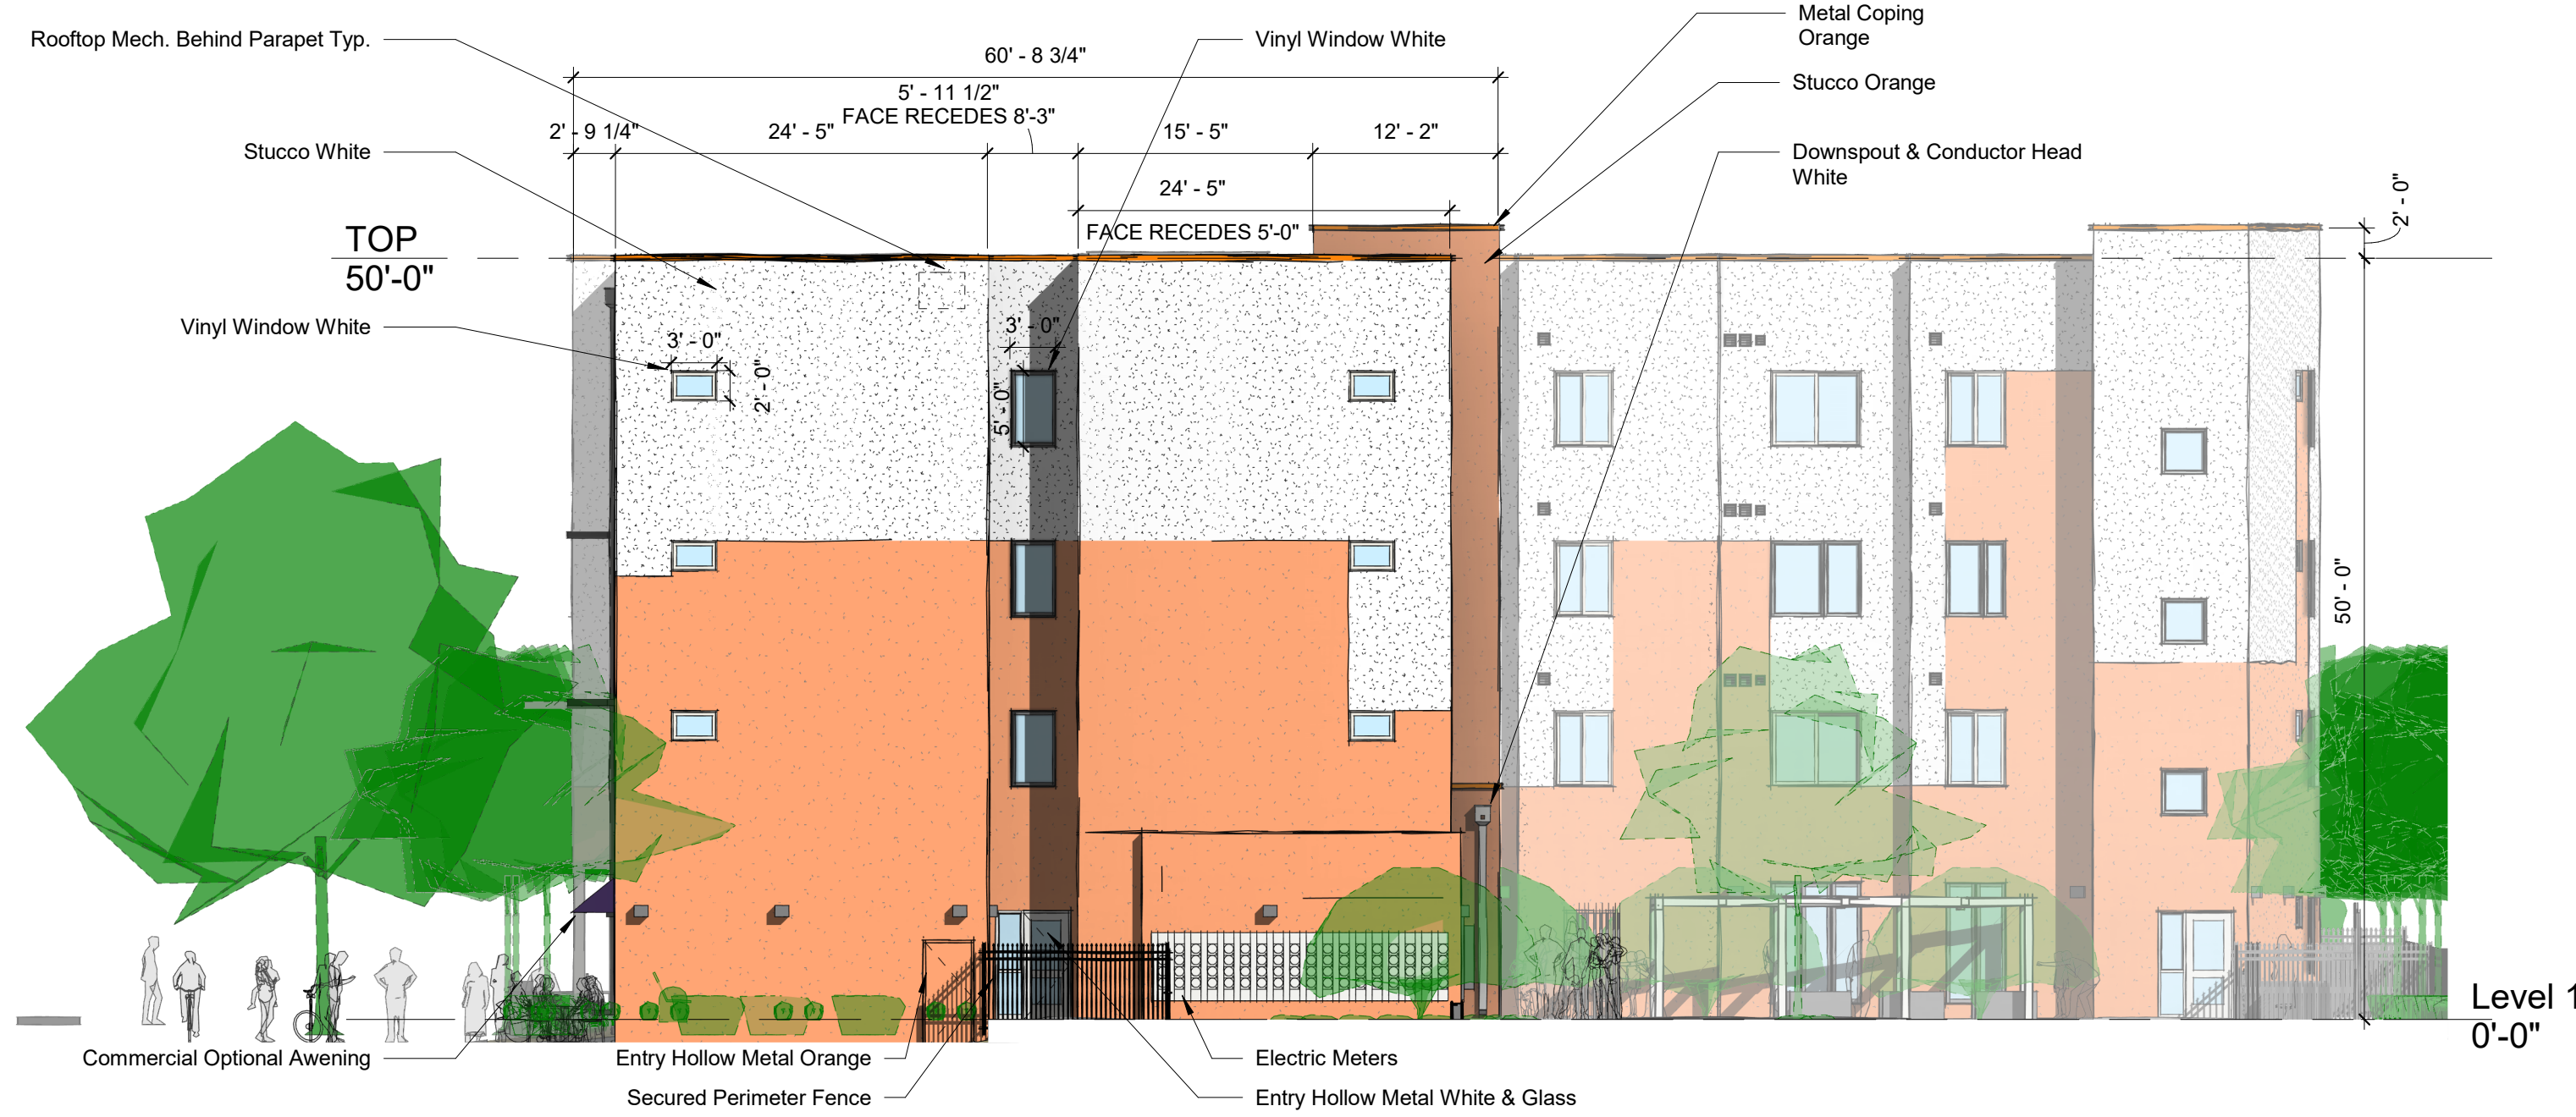 Metal Coping
Orange
Rooftop Mech. Behind Parapet Typ.
Vinyl Window White
60' - 8 3/4"
Stucco Orange
5' - 11 1/2"
FACE RECEDES 8'-3"
2' - 9 1/4"
24' - 5"
15' - 5"
12' - 2"
Stucco White
Downspout & Conductor Head
White
24' - 5"
2' - 0"
FACE RECEDES 5'-0"
TOP
50'-0"
Vinyl Window White
3' - 0"
3' - 0"
2' - 0"
5' - 0"
50' - 0"
Level 1
0'-0"
Commercial Optional Awening
Entry Hollow Metal Orange
Electric Meters
Secured Perimeter Fence
Entry Hollow Metal White & Glass